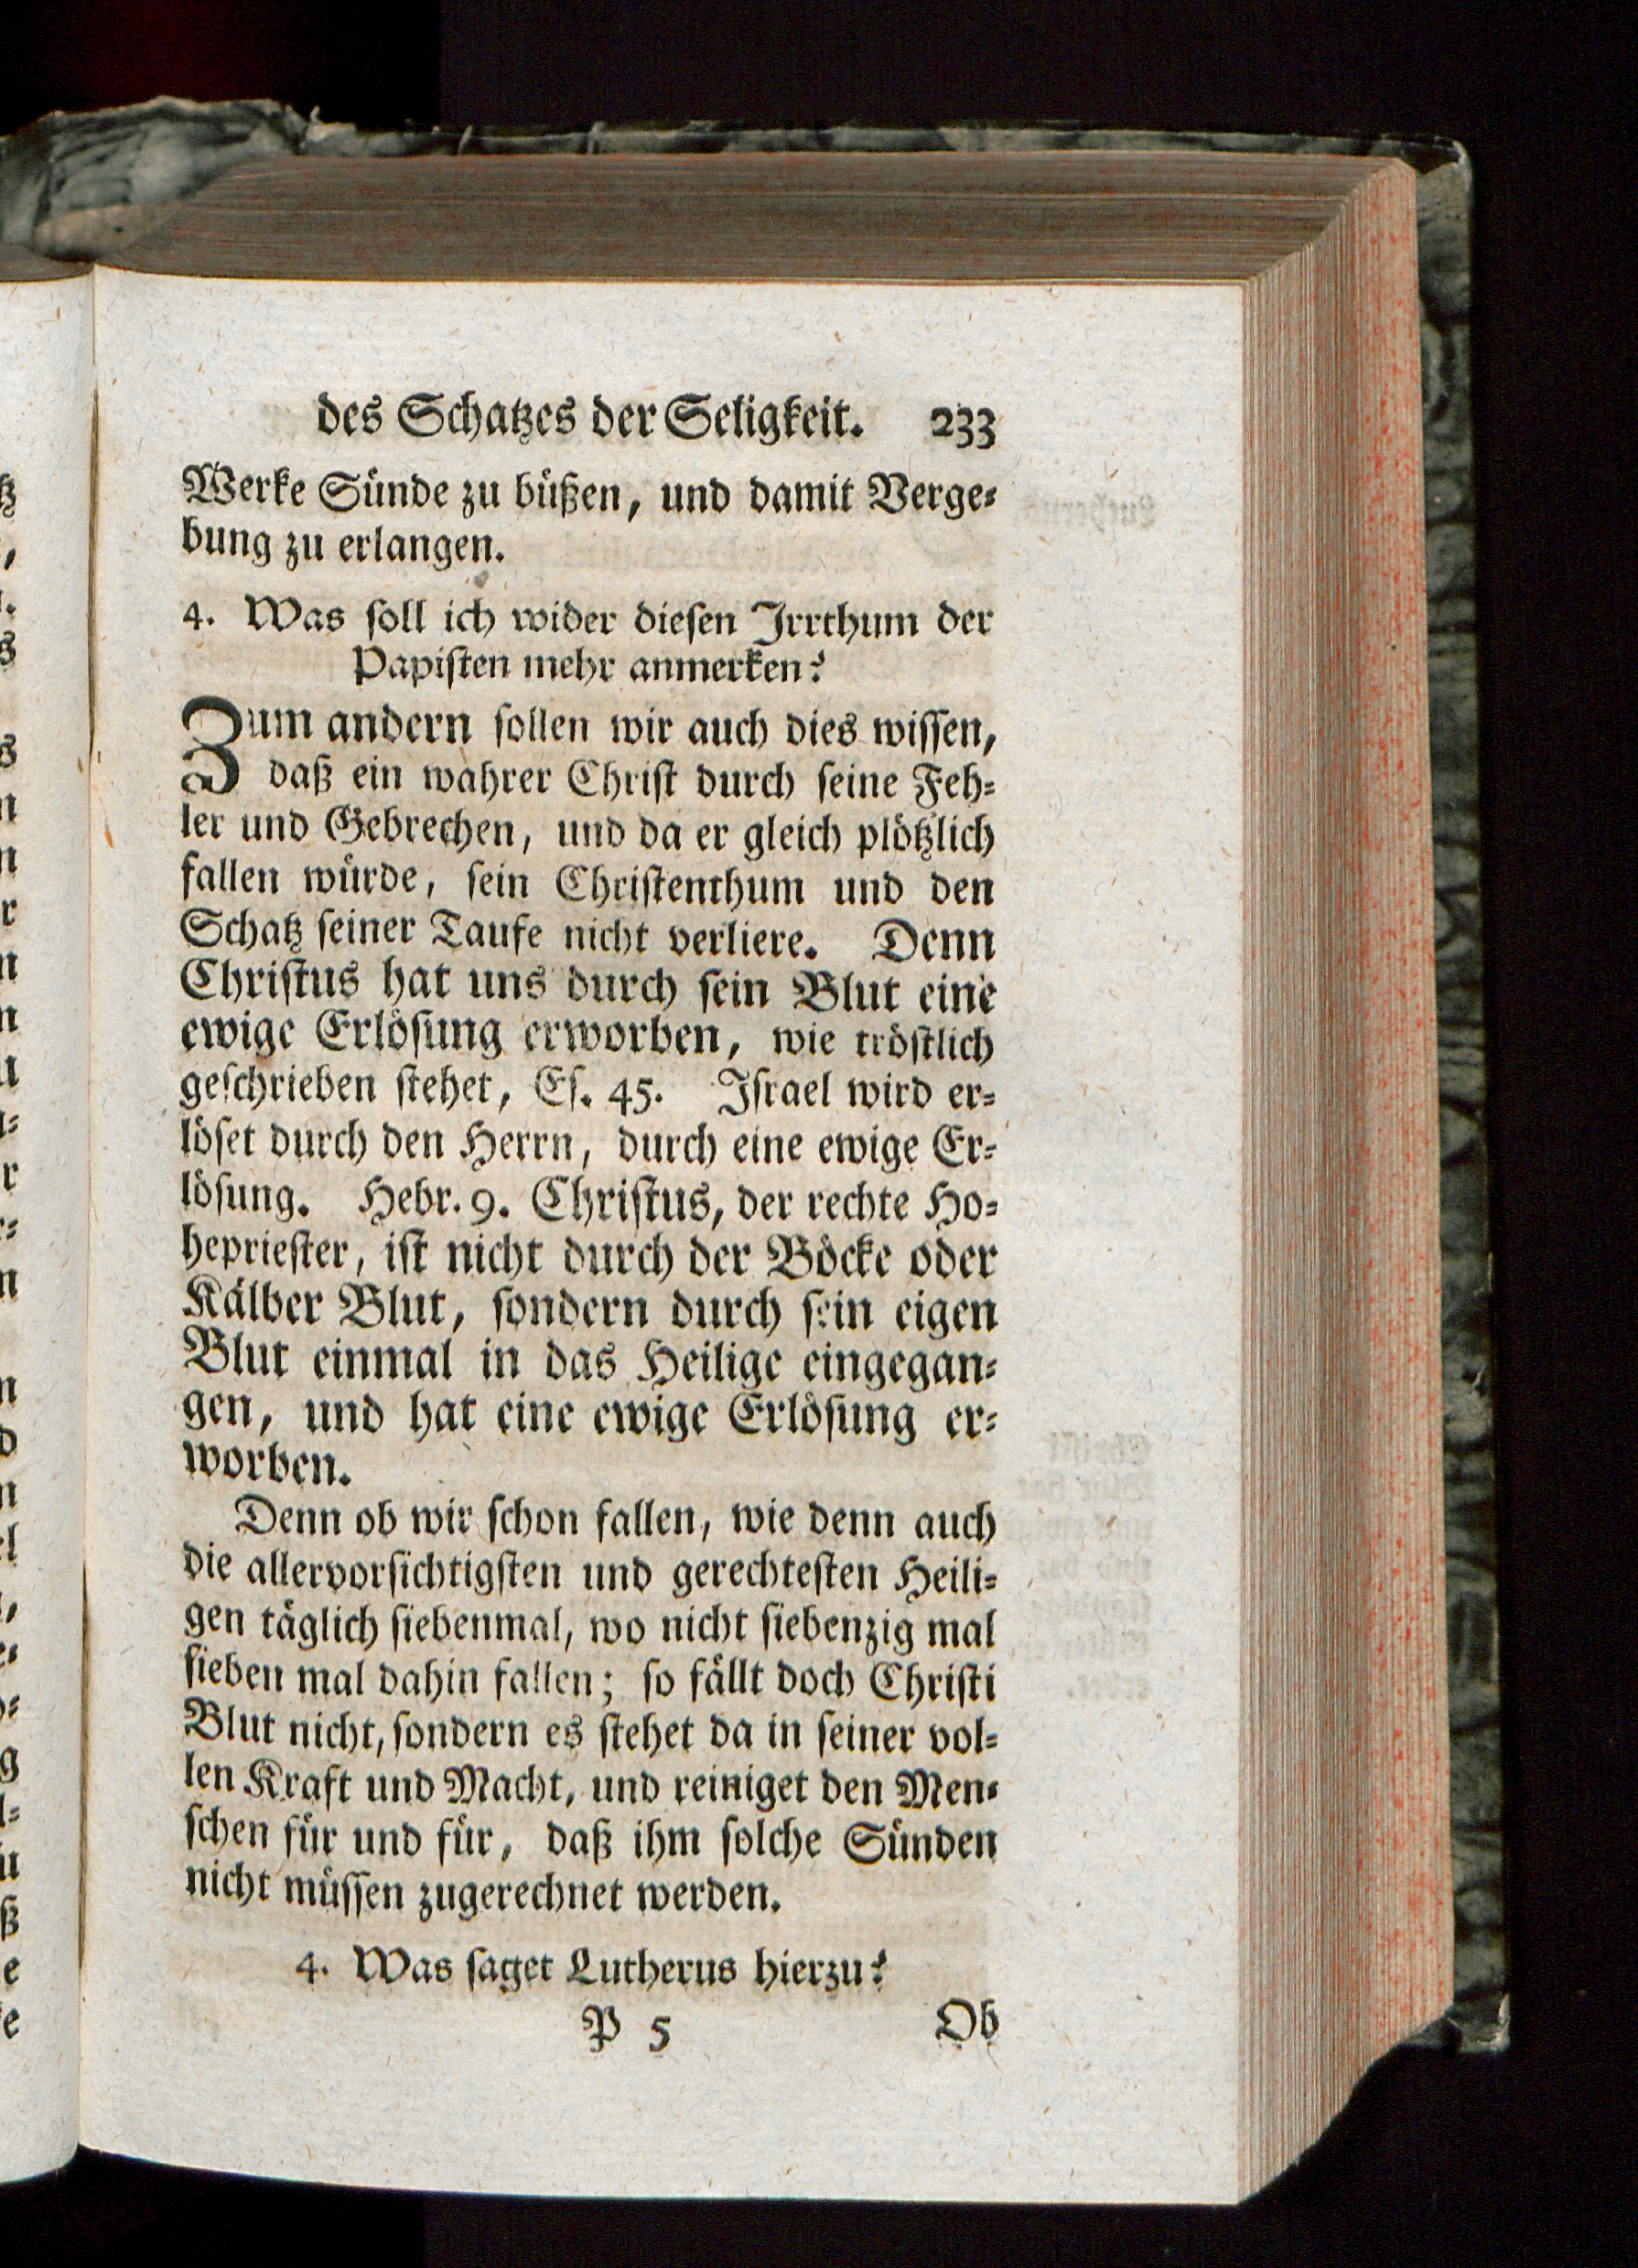 des Schatzes der Seligkeit. 233
Werke Sünde zu büßen, und damit Verge-
bung zu erlangen.
4. Was soll ich wider diesen Irrthum der
Papisten mehr anmerken?
Zum andern sollen wir auch dies wissen,
daß ein wahrer Christ durch seine Feh-
ler und Gebrechen, und da er gleich plötzlich
fallen würde, sein Christenthum und den
Schatz seiner Taufe nicht verliere. Denn
Christus hat uns durch sein Blut eine
ewige Erlösung erworben, wie tröstlich
geschrieben stehet, Es. 45. Israel wird er-
löset durch den Herrn, durch eine ewige Er-
lösung. Hebr. 9. Christus, der rechte Ho-
hepriester, ist nicht durch der Böcke oder
Kälber Blut, sondern durch sein eigen
Blut einmal in das Heilige eingegan-
gen, und hat eine ewige Erlösung er-
worben.
Denn ob wir schon fallen, wie denn auch
die allervorsichtigsten und gerechtesten Heili-
gen täglich siebenmal, wo nicht siebenzig mal
sieben mal dahin fallen; so fällt doch Christi
Blut nicht, sondern es stehet da in seiner vol-
len Kraft und Macht, und reiniget den Men-
schen für und für, daß ihm solche Sünden
nicht müssen zugerechnet werden.
4. Was saget Lutherus hierzu?
P 5 Ob